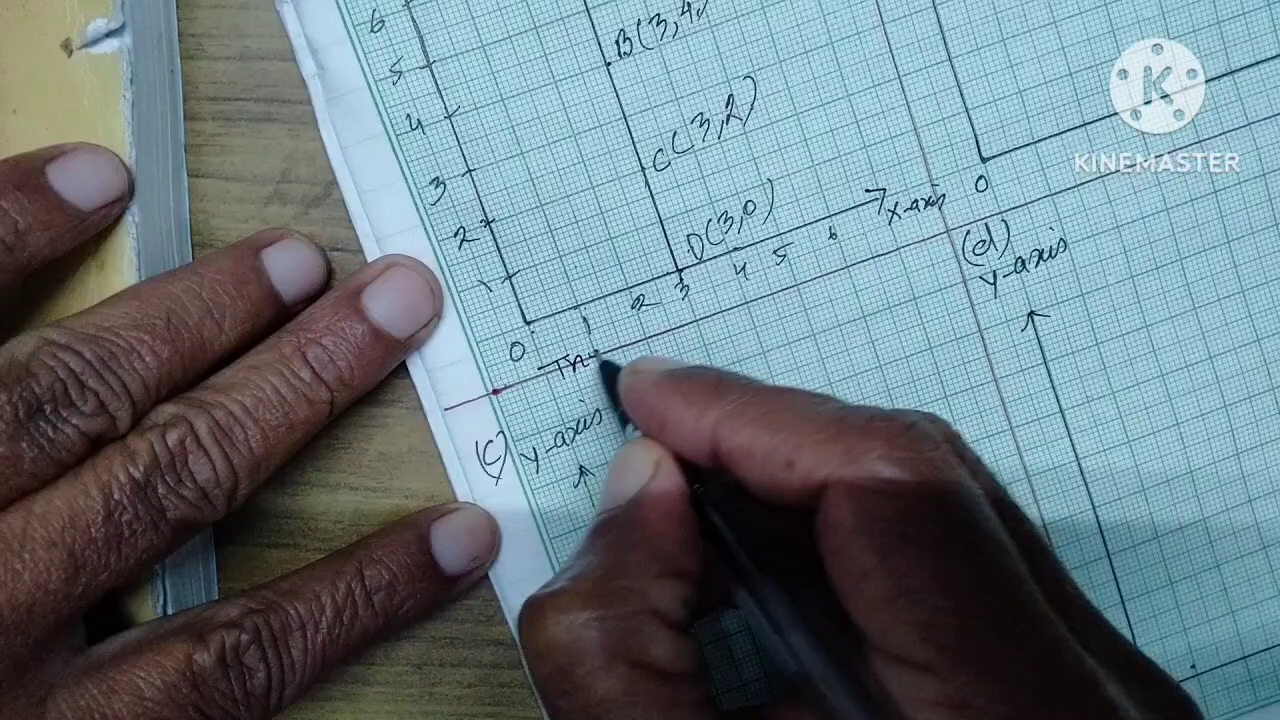 6
B(3,4)
5
4
C(3,2)
3
2
D(3,0)
1
0 1 2 3 4 5 6 X-axis
0
(c) y-axis
(d)
y-axis
KINEMASTER